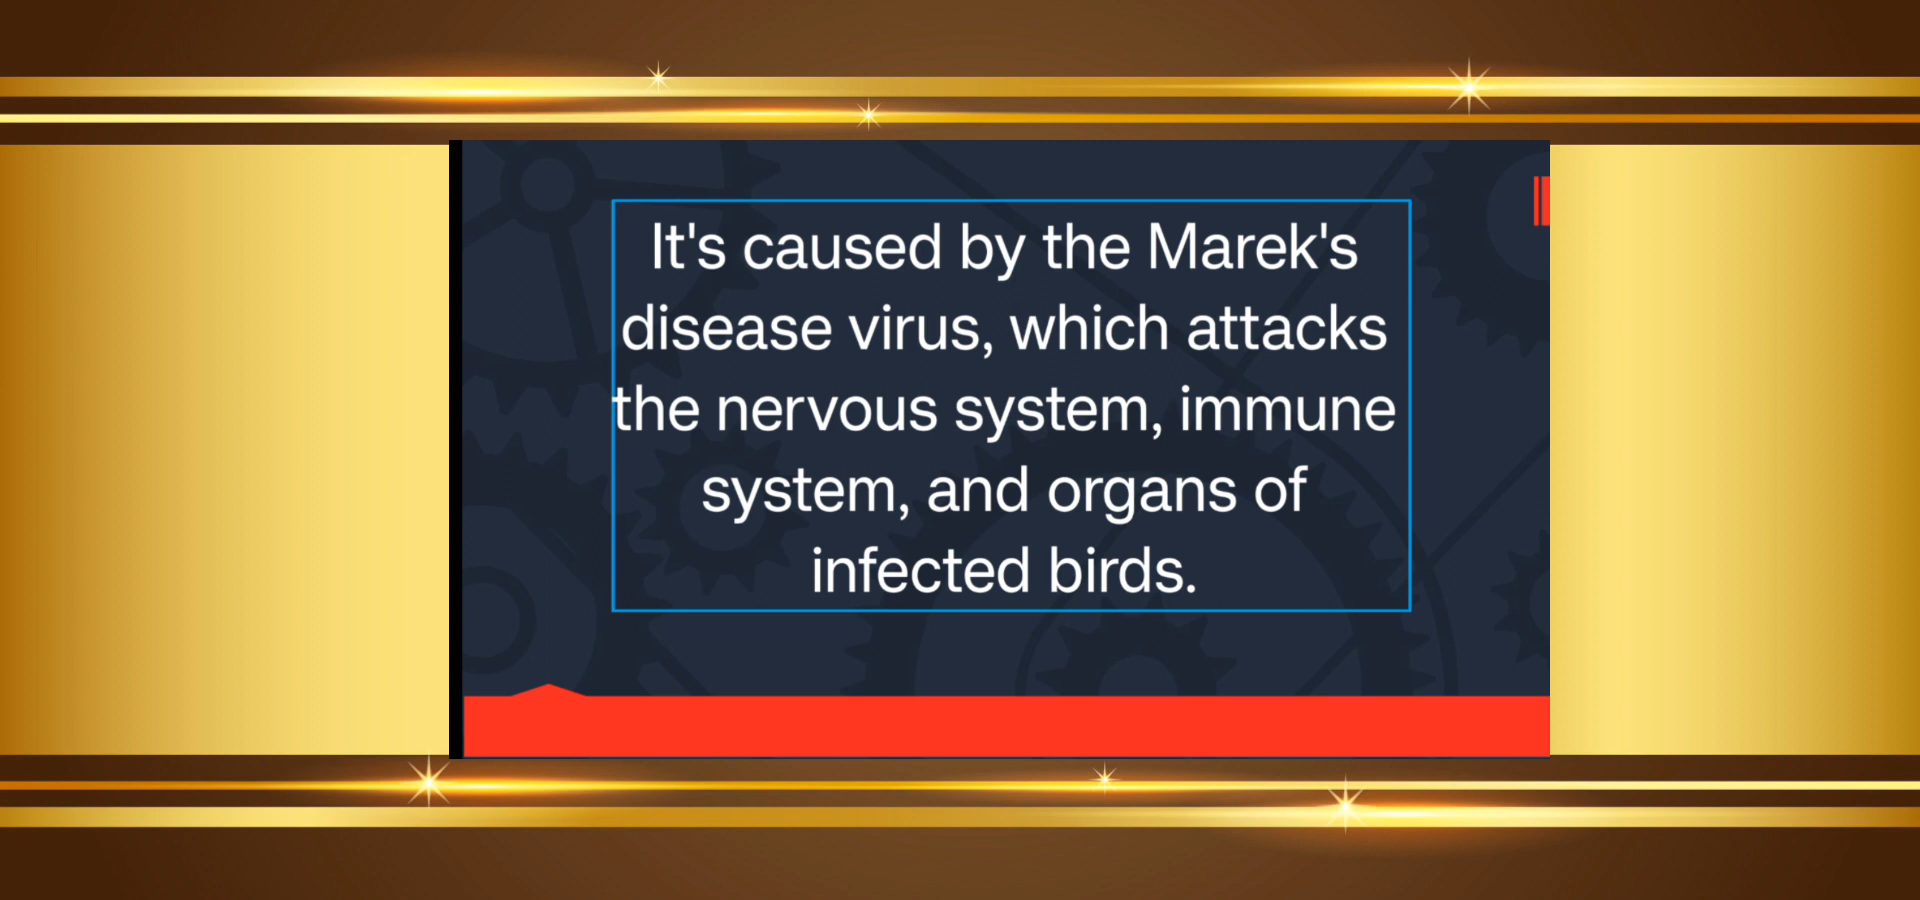 It's caused by the Marek's
disease virus, which attacks
the nervous system, immune
system, and organs of
infected birds.